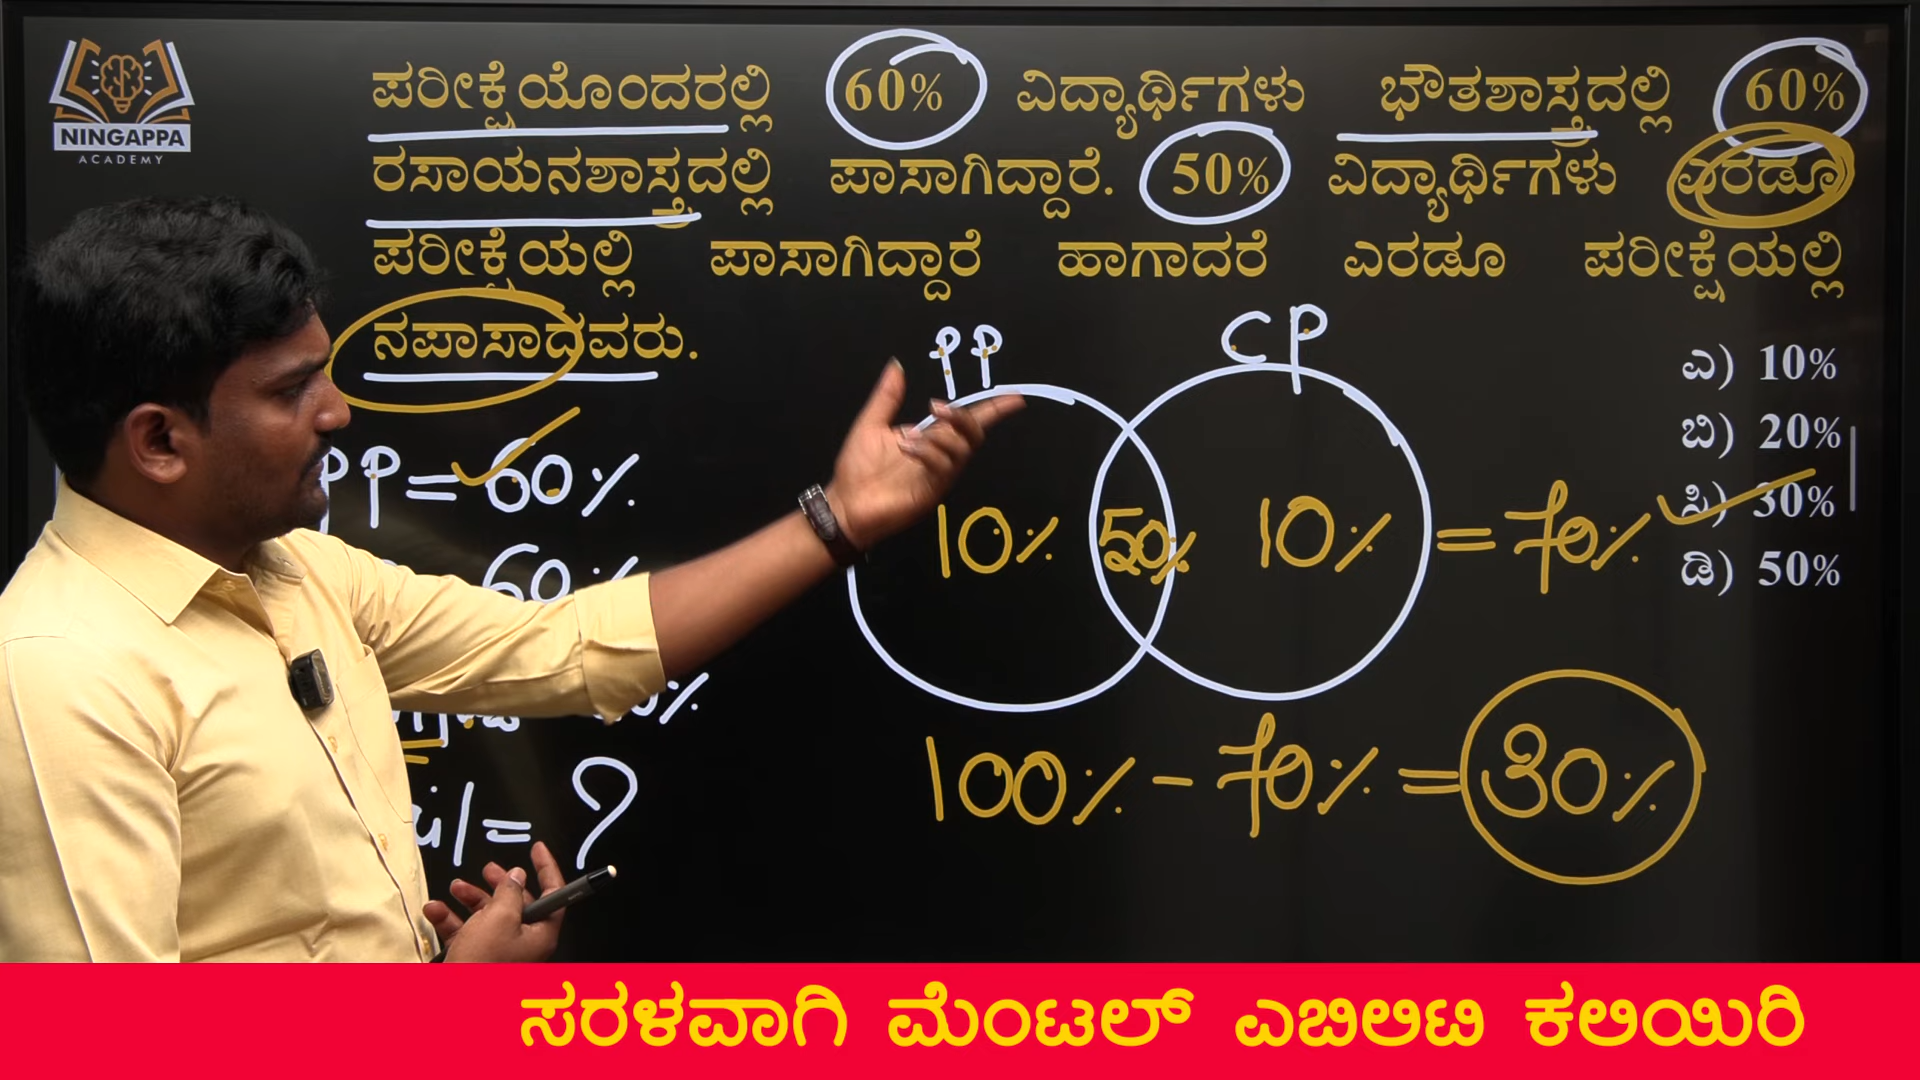 NINGAPPA
ACADEMY
ಪರೀಕ್ಷೆಯೊಂದರಲ್ಲಿ 60% ವಿದ್ಯಾರ್ಥಿಗಳು ಭೌತಶಾಸ್ತ್ರದಲ್ಲಿ 60%
ರಸಾಯನಶಾಸ್ತ್ರದಲ್ಲಿ ಪಾಸಾಗಿದ್ದಾರೆ. 50% ವಿದ್ಯಾರ್ಥಿಗಳು ಎರಡೂ
ಪರೀಕ್ಷೆಯಲ್ಲಿ ಪಾಸಾಗಿದ್ದಾರೆ ಹಾಗಾದರೆ ಎರಡೂ ಪರೀಕ್ಷೆಯಲ್ಲಿ
ನಪಾಸಾದವರು.
ಎ) 10%
ಬಿ) 20%
ಸಿ) 30%
ಡಿ) 50%
PP = 60%
60%
= ?
PP CP
10% 50% 10% = 70%
100% - 70% = 30%
ಸರಳವಾಗಿ ಮೆಂಟಲ್ ಎಬಿಲಿಟಿ ಕಲಿಯಿರಿ